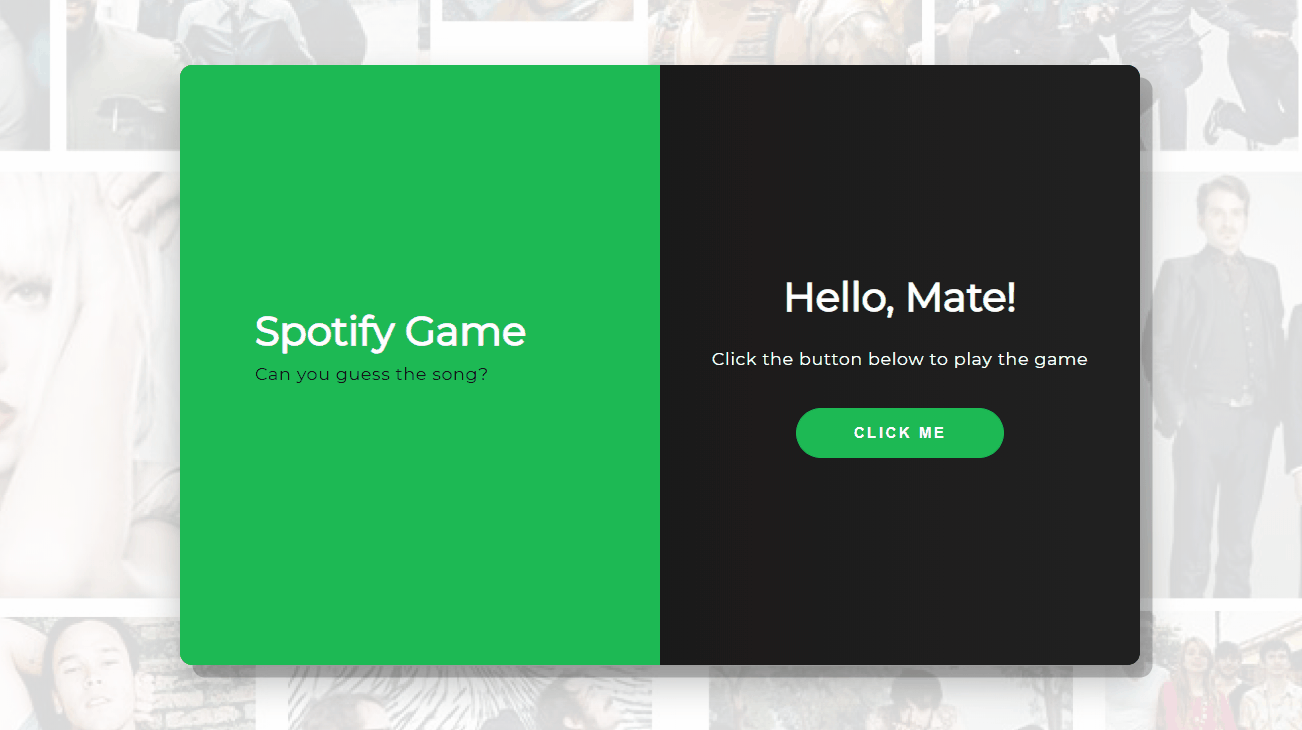 Spotify Game
Can you guess the song?
Hello, Mate!
Click the button below to play the game
CLICK ME